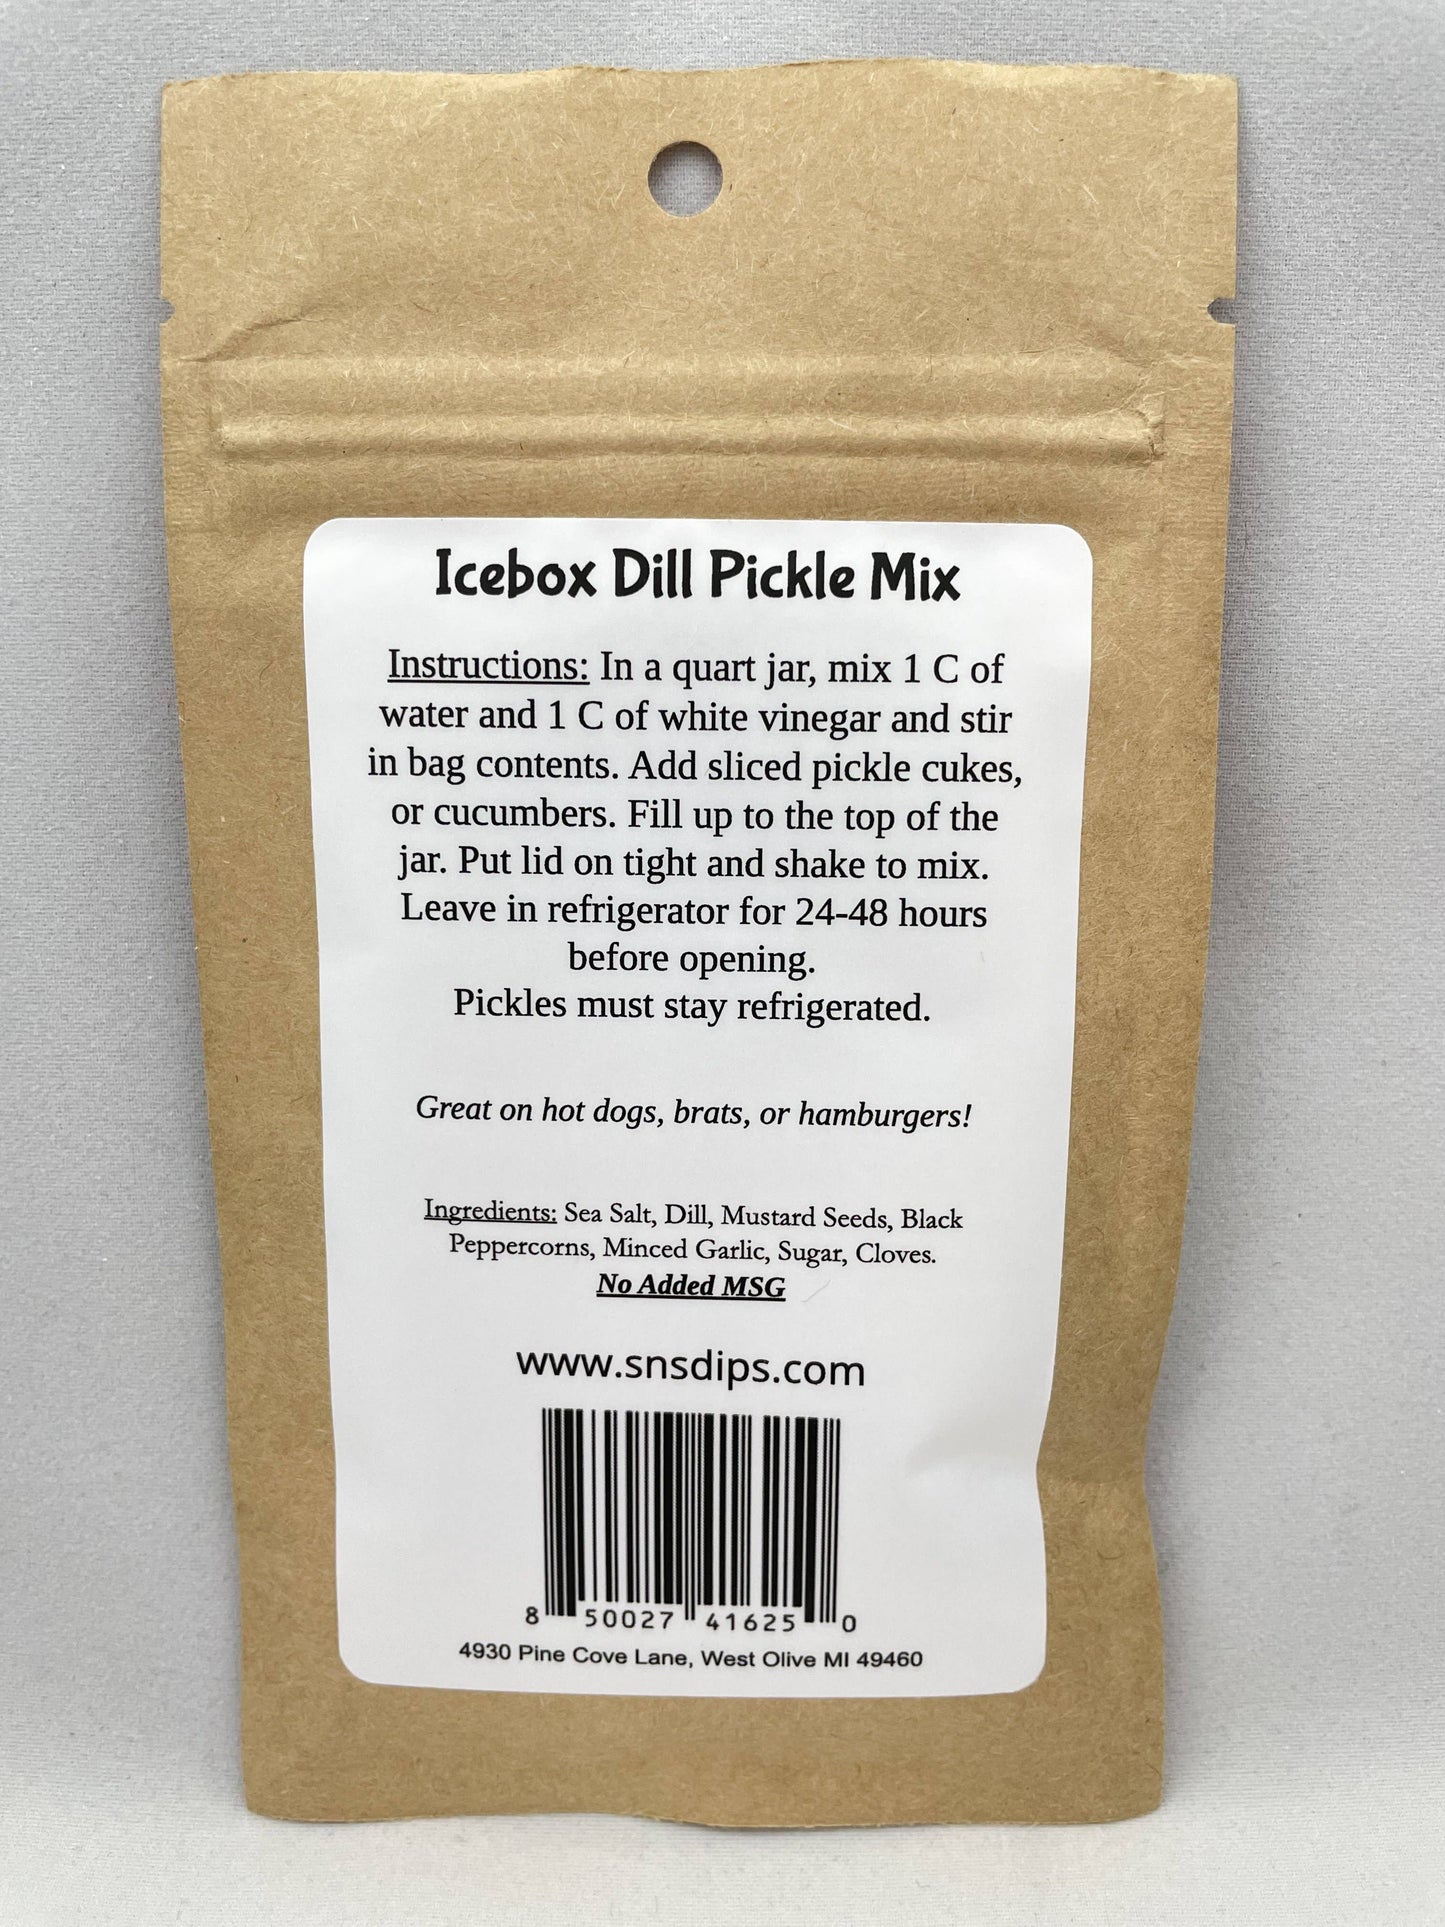 Icebox Dill Pickle Mix
Instructions: In a quart jar, mix 1 C of
water and 1 C of white vinegar and stir
in bag contents. Add sliced pickle cukes,
or cucumbers. Fill up to the top of the
jar. Put lid on tight and shake to mix.
Leave in refrigerator for 24-48 hours
before opening.
Pickles must stay refrigerated.
Great on hot dogs, brats, or hamburgers!
Ingredients: Sea Salt, Dill, Mustard Seeds, Black
Peppercorns, Minced Garlic, Sugar, Cloves.
No Added MSG
www.snsdips.com
8 50027 41625 0
4930 Pine Cove Lane, West Olive MI 49460